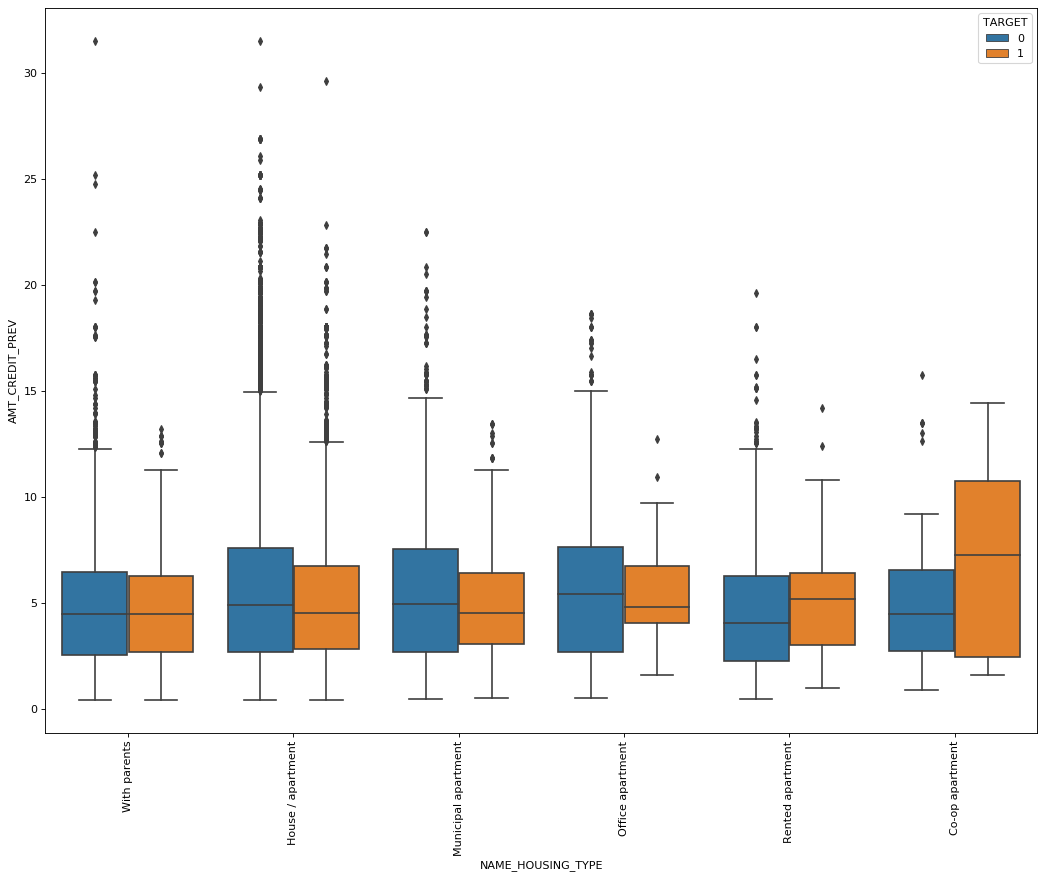 TARGET
0
1
30
25
20
15
10
5
0
AMT_CREDIT_PREV
With parents
House / apartment
Municipal apartment
Office apartment
Rented apartment
Co-op apartment
NAME_HOUSING_TYPE